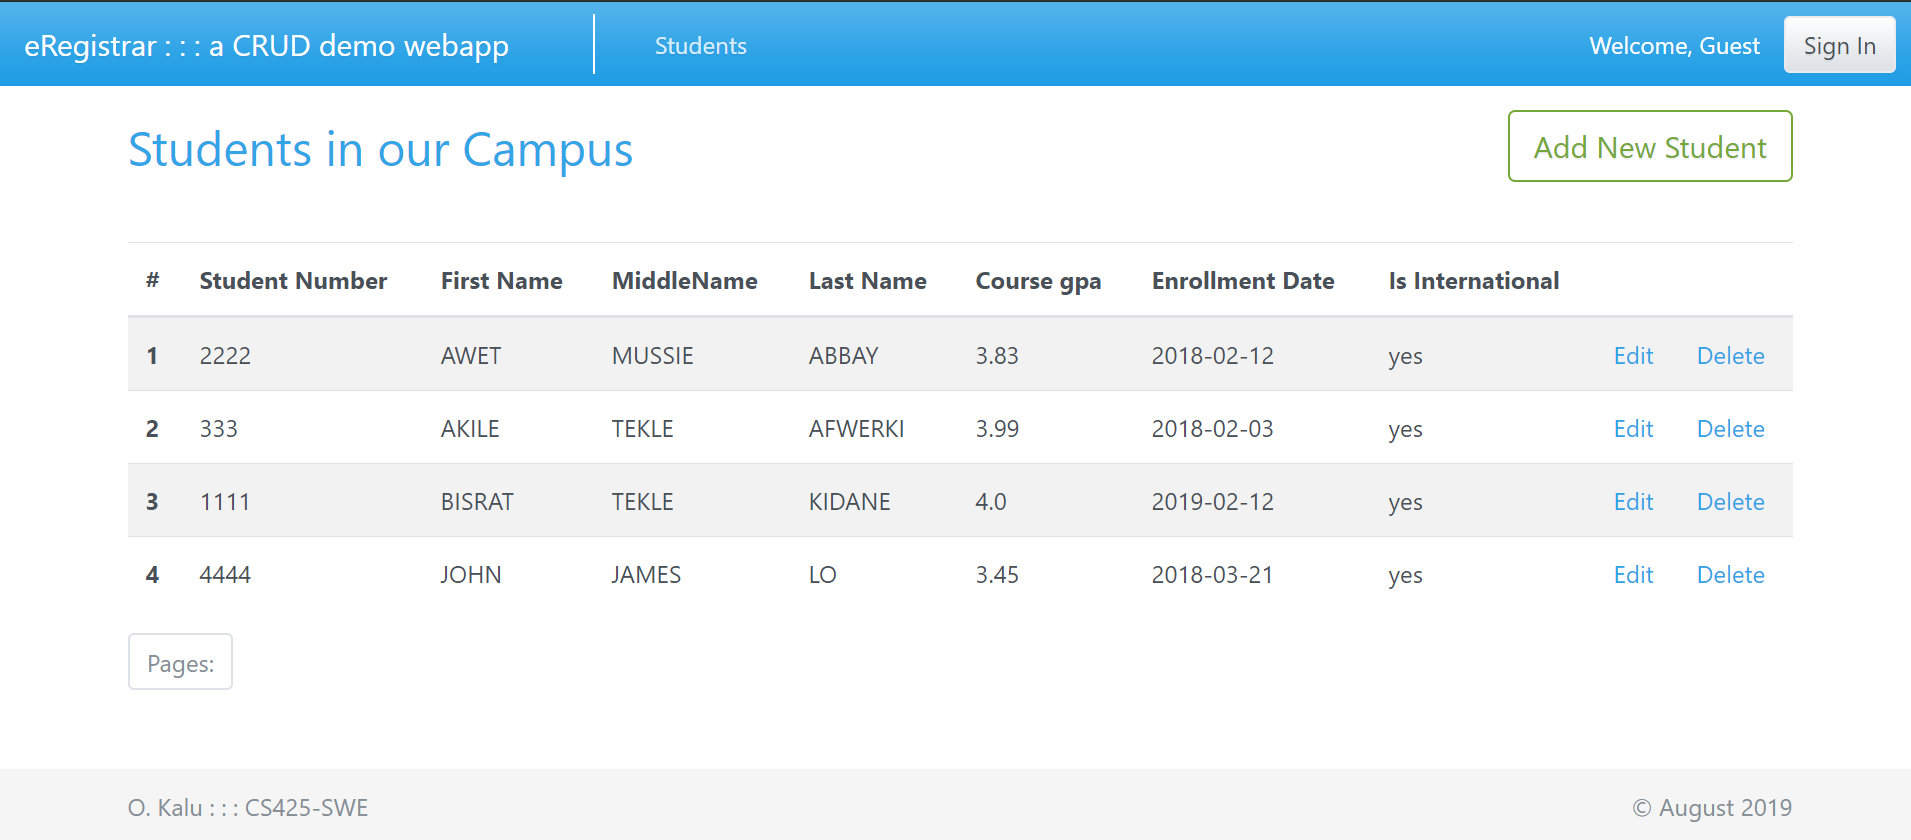 eRegistrar : : : a CRUD demo webapp Students Welcome, Guest Sign In
Students in our Campus Add New Student
# Student Number First Name MiddleName Last Name Course gpa Enrollment Date Is International
1 2222 AWET MUSSIE ABBAY 3.83 2018-02-12 yes Edit Delete
2 333 AKILE TEKLE AFWERKI 3.99 2018-02-03 yes Edit Delete
3 1111 BISRAT TEKLE KIDANE 4.0 2019-02-12 yes Edit Delete
4 4444 JOHN JAMES LO 3.45 2018-03-21 yes Edit Delete
Pages:
O. Kalu : : : CS425-SWE © August 2019